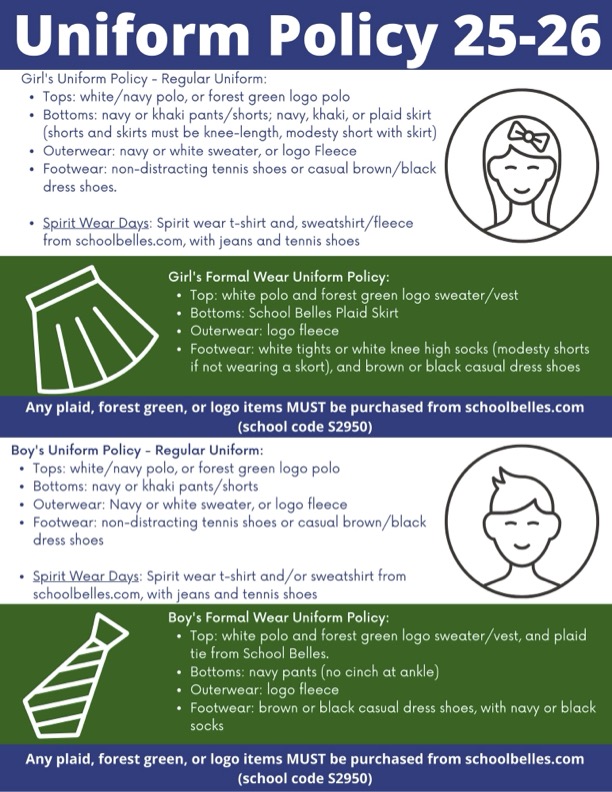 Uniform Policy 25-26
Girl's Uniform Policy - Regular Uniform:
• Tops: white/navy polo, or forest green logo polo
• Bottoms: navy or khaki pants/shorts; navy, khaki, or plaid skirt
(shorts and skirts must be knee-length, modesty short with skirt)
• Outerwear: navy or white sweater, or logo Fleece
• Footwear: non-distracting tennis shoes or casual brown/black
dress shoes.
• Spirit Wear Days: Spirit wear t-shirt and, sweatshirt/fleece
from schoolbelles.com, with jeans and tennis shoes
Girl's Formal Wear Uniform Policy:
• Top: white polo and forest green logo sweater/vest
• Bottoms: School Belles Plaid Skirt
• Outerwear: logo fleece
• Footwear: white tights or white knee high socks (modesty shorts
if not wearing a skort), and brown or black casual dress shoes
Any plaid, forest green, or logo items MUST be purchased from schoolbelles.com
(school code S2950)
Boy's Uniform Policy - Regular Uniform:
• Tops: white/navy polo, or forest green logo polo
• Bottoms: navy or khaki pants/shorts
• Outerwear: Navy or white sweater, or logo fleece
• Footwear: non-distracting tennis shoes or casual brown/black
dress shoes
• Spirit Wear Days: Spirit wear t-shirt and/or sweatshirt from
schoolbelles.com, with jeans and tennis shoes
Boy's Formal Wear Uniform Policy:
• Top: white polo and forest green logo sweater/vest, and plaid
tie from School Belles.
• Bottoms: navy pants (no cinch at ankle)
• Outerwear: logo fleece
• Footwear: brown or black casual dress shoes, with navy or black
socks
Any plaid, forest green, or logo items MUST be purchased from schoolbelles.com
(school code S2950)